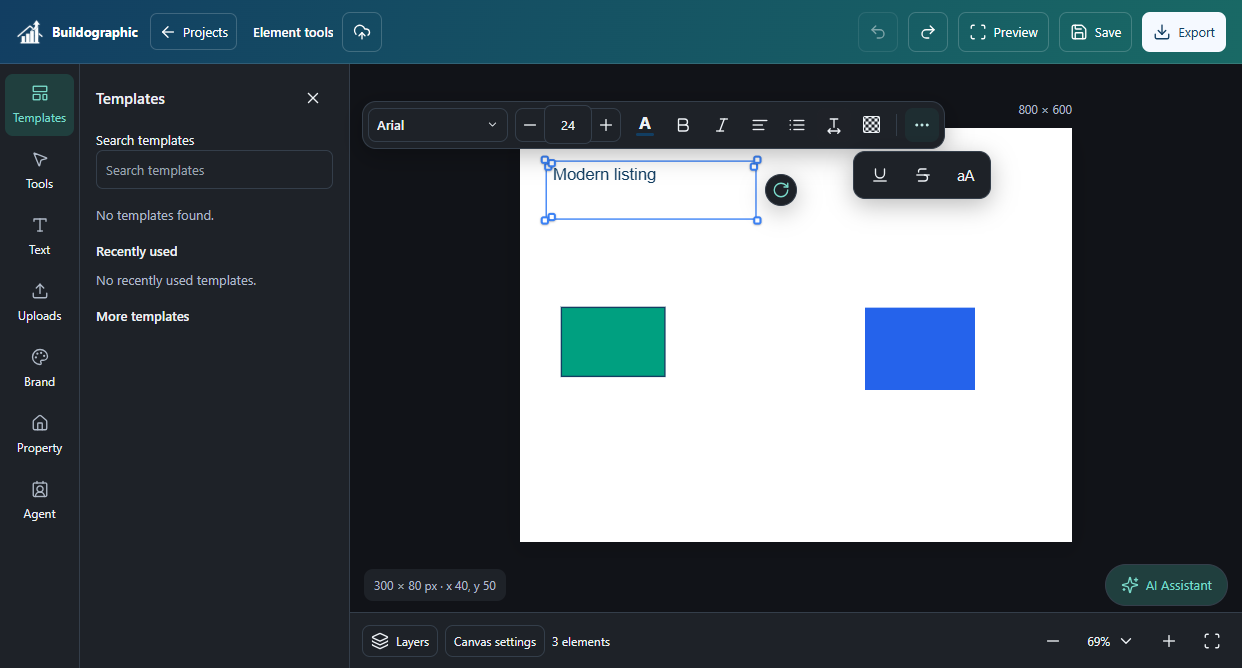 Buildographic
Projects
Element tools
Preview
Save
Export
Templates
Tools
Text
Uploads
Brand
Property
Agent
Templates
Search templates
Search templates
No templates found.
Recently used
No recently used templates.
More templates
Arial
24
A
B
I
800 × 600
U
S
aA
Modern listing
300 × 80 px · x 40, y 50
AI Assistant
Layers
Canvas settings
3 elements
69%